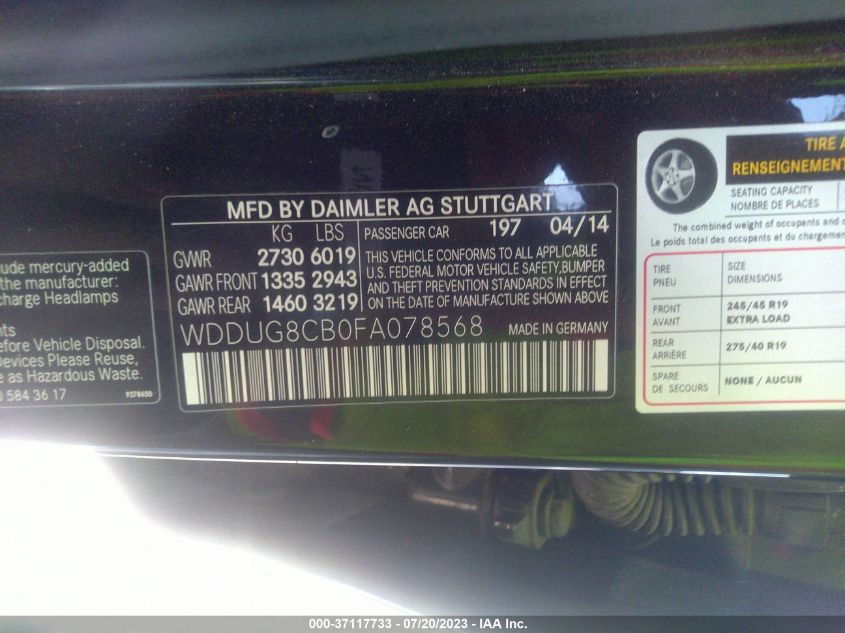 MFD BY DAIMLER AG STUTTGART
KG LBS
GVWR 2730 6019
GAWR FRONT 1335 2943
GAWR REAR 1460 3219
PASSENGER CAR 197 04/14
THIS VEHICLE CONFORMS TO ALL APPLICABLE
U.S. FEDERAL MOTOR VEHICLE SAFETY,BUMPER
AND THEFT PREVENTION STANDARDS IN EFFECT
ON THE DATE OF MANUFACTURE SHOWN ABOVE
WDDUG8CB0FA078568 MADE IN GERMANY
mercury-added
the manufacturer:
Headlamps
efore Vehicle Disposal.
Devices Please Reuse,
e as Hazardous Waste.
0 584 36 17 9378650
TIRE A
RENSEIGNEMENT
SEATING CAPACITY
NOMBRE DE PLACES
The combined weight of occupants and
Le poids total des occupants et du
TIRE
PNEU
SIZE
DIMENSIONS
FRONT
AVANT
245/45 R19
EXTRA LOAD
REAR
ARRIÈRE
275/40 R19
SPARE
DE SECOURS
NONE / AUCUN
000-37117733 - 07/20/2023 - IAA Inc.